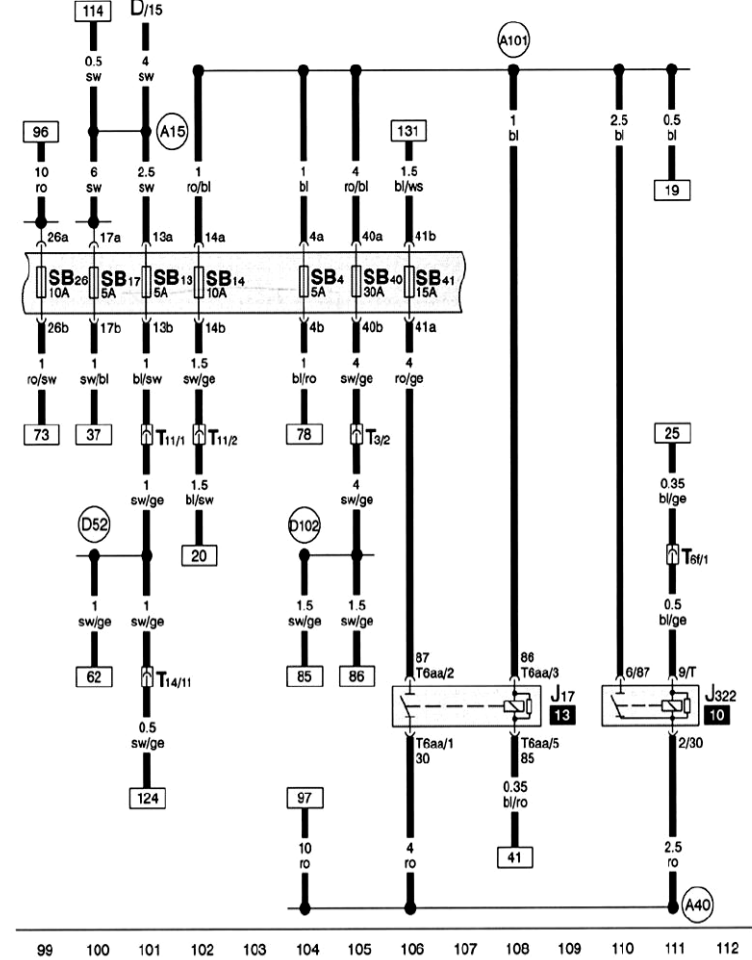 114 D/15
A101
0.5 4
sw sw
96 A15 131 2.5 0.5
bl bl
1
bl
10 6 2.5 1 1 4 1.5
ro sw sw ro/bl bl ro/bl bl/ws
19
26a 17a 13a 14a 4a 40a 41b
SB26 SB17 SB13 SB14 SB4 SB40 SB41
10A 5A 5A 10A 5A 30A 15A
26b 17b 13b 14b 4b 40b 41a
1 1 1 1.5 1 4 4
ro/sw sw/bl bl/sw sw/ge bl/ro sw/ge ro/ge
73 37 T11/1 T11/2 78 T3/2 25
1 1.5 4 0.35
sw/ge bl/sw sw/ge bl/ge
D52 D102
20 T6f/1
1 1 1.5 1.5 0.5
sw/ge sw/ge sw/ge sw/ge bl/ge
87 86
62 T14/11 85 86 T6aa/2 T6aa/3 6/87 9/T
J17 J322
13 10
0.5
sw/ge
T6aa/1 T6aa/5 2/30
30 85
124 97 0.35
bl/ro
10 4 41 2.5
ro ro ro
A40
99 100 101 102 103 104 105 106 107 108 109 110 111 112